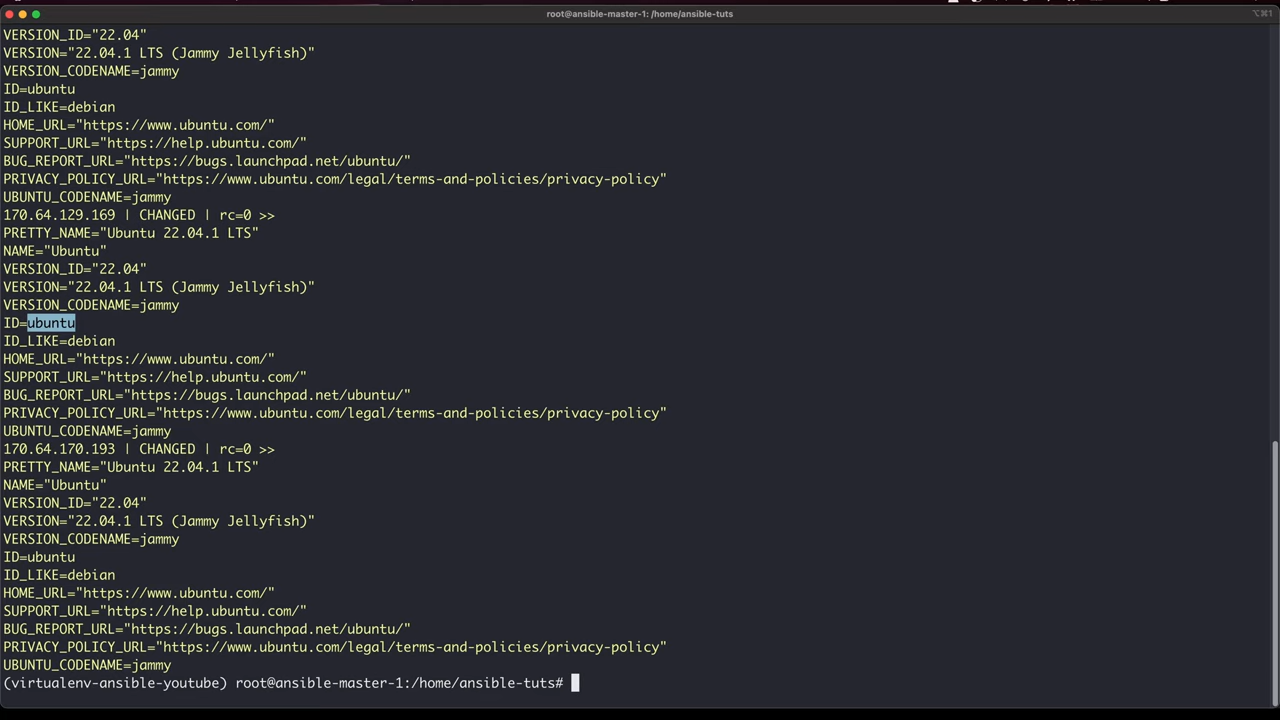 root@ansible-master-1: /home/ansible-tuts
⌥⌘1
VERSION_ID="22.04"
VERSION="22.04.1 LTS (Jammy Jellyfish)"
VERSION_CODENAME=jammy
ID=ubuntu
ID_LIKE=debian
HOME_URL="https://www.ubuntu.com/"
SUPPORT_URL="https://help.ubuntu.com/"
BUG_REPORT_URL="https://bugs.launchpad.net/ubuntu/"
PRIVACY_POLICY_URL="https://www.ubuntu.com/legal/terms-and-policies/privacy-policy"
UBUNTU_CODENAME=jammy
170.64.129.169 | CHANGED | rc=0 >>
PRETTY_NAME="Ubuntu 22.04.1 LTS"
NAME="Ubuntu"
VERSION_ID="22.04"
VERSION="22.04.1 LTS (Jammy Jellyfish)"
VERSION_CODENAME=jammy
ID=ubuntu
ID_LIKE=debian
HOME_URL="https://www.ubuntu.com/"
SUPPORT_URL="https://help.ubuntu.com/"
BUG_REPORT_URL="https://bugs.launchpad.net/ubuntu/"
PRIVACY_POLICY_URL="https://www.ubuntu.com/legal/terms-and-policies/privacy-policy"
UBUNTU_CODENAME=jammy
170.64.170.193 | CHANGED | rc=0 >>
PRETTY_NAME="Ubuntu 22.04.1 LTS"
NAME="Ubuntu"
VERSION_ID="22.04"
VERSION="22.04.1 LTS (Jammy Jellyfish)"
VERSION_CODENAME=jammy
ID=ubuntu
ID_LIKE=debian
HOME_URL="https://www.ubuntu.com/"
SUPPORT_URL="https://help.ubuntu.com/"
BUG_REPORT_URL="https://bugs.launchpad.net/ubuntu/"
PRIVACY_POLICY_URL="https://www.ubuntu.com/legal/terms-and-policies/privacy-policy"
UBUNTU_CODENAME=jammy
(virtualenv-ansible-youtube) root@ansible-master-1:/home/ansible-tuts#